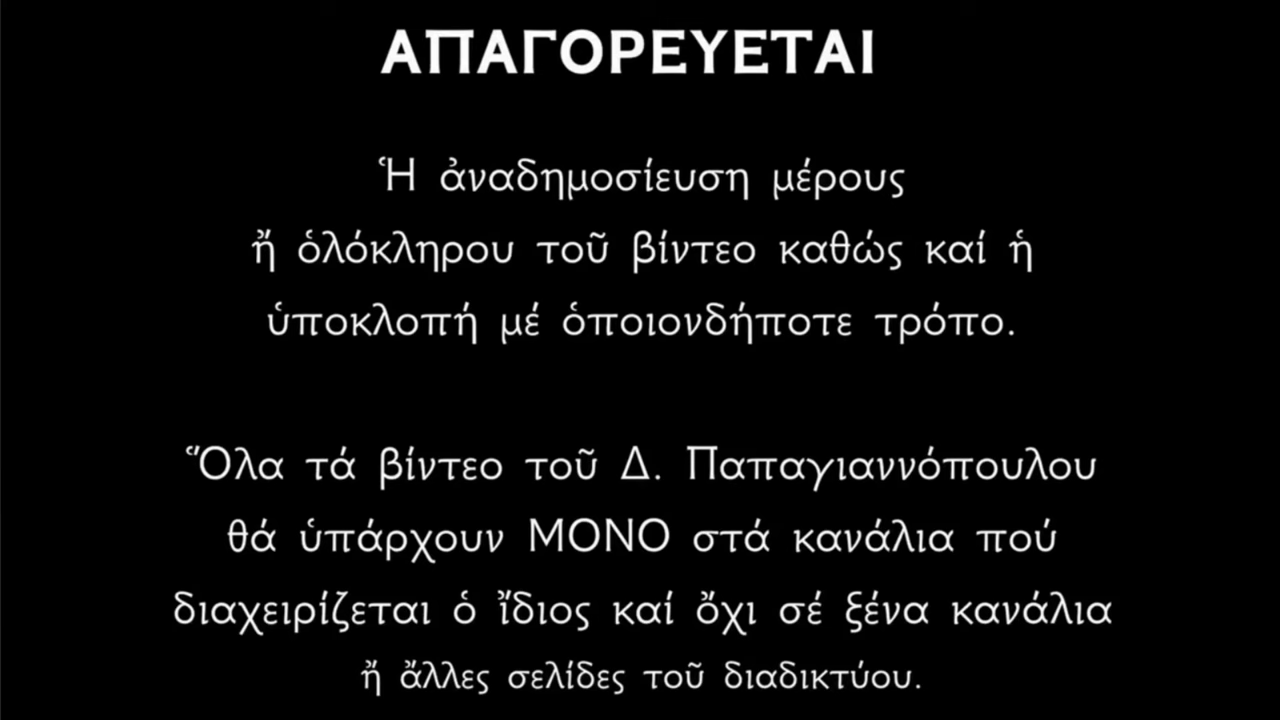 ΑΠΑΓΟΡΕΥΕΤΑΙ
Ἡ ἀναδημοσίευση μέρους
ἤ ὁλόκληρου τοῦ βίντεο καθώς καί ἡ
ὑποκλοπή μέ ὁποιονδήποτε τρόπο.
Ὅλα τά βίντεο τοῦ Δ. Παπαγιαννόπουλου
θά ὑπάρχουν ΜΟΝΟ στά κανάλια πού
διαχειρίζεται ὁ ἴδιος καί ὄχι σέ ξένα κανάλια
ἤ ἄλλες σελίδες τοῦ διαδικτύου.